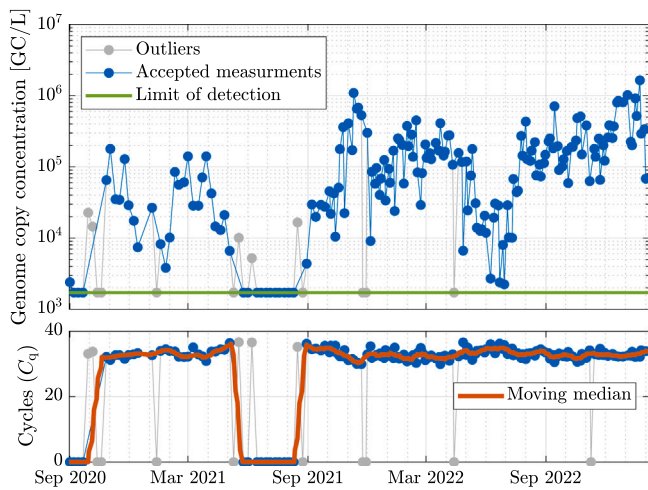 Genome copy concentration [GC/L]
10^7
10^6
10^5
10^4
10^3
Outliers
Accepted measurments
Limit of detection
Cycles (C_q)
40
20
0
Moving median
Sep 2020 Mar 2021 Sep 2021 Mar 2022 Sep 2022